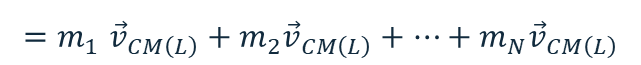 = m₁ v⃗_CM(L) + m₂v⃗_CM(L) + ⋯ + m_N v⃗_CM(L)